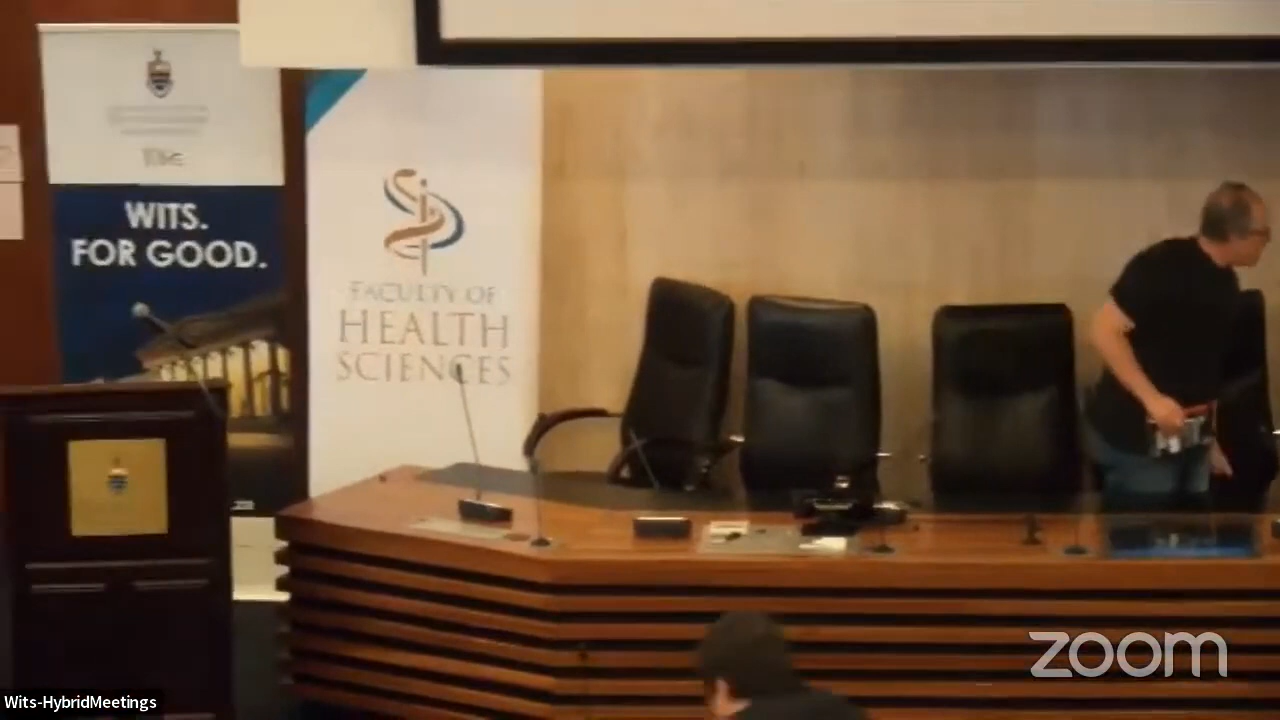 WITS.
FOR GOOD.
FACULTY OF
HEALTH
SCIENCES
zoom
Wits-HybridMeetings